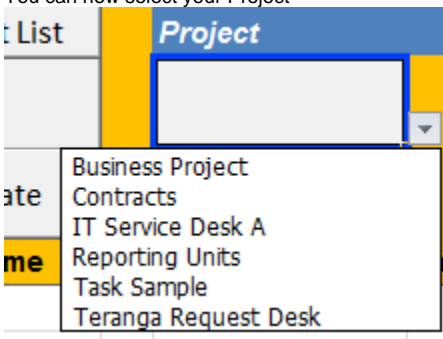 You can now select your Project
t List
Project
Business Project
ate
Contracts
IT Service Desk A
me
Reporting Units
Task Sample
Teranga Request Desk